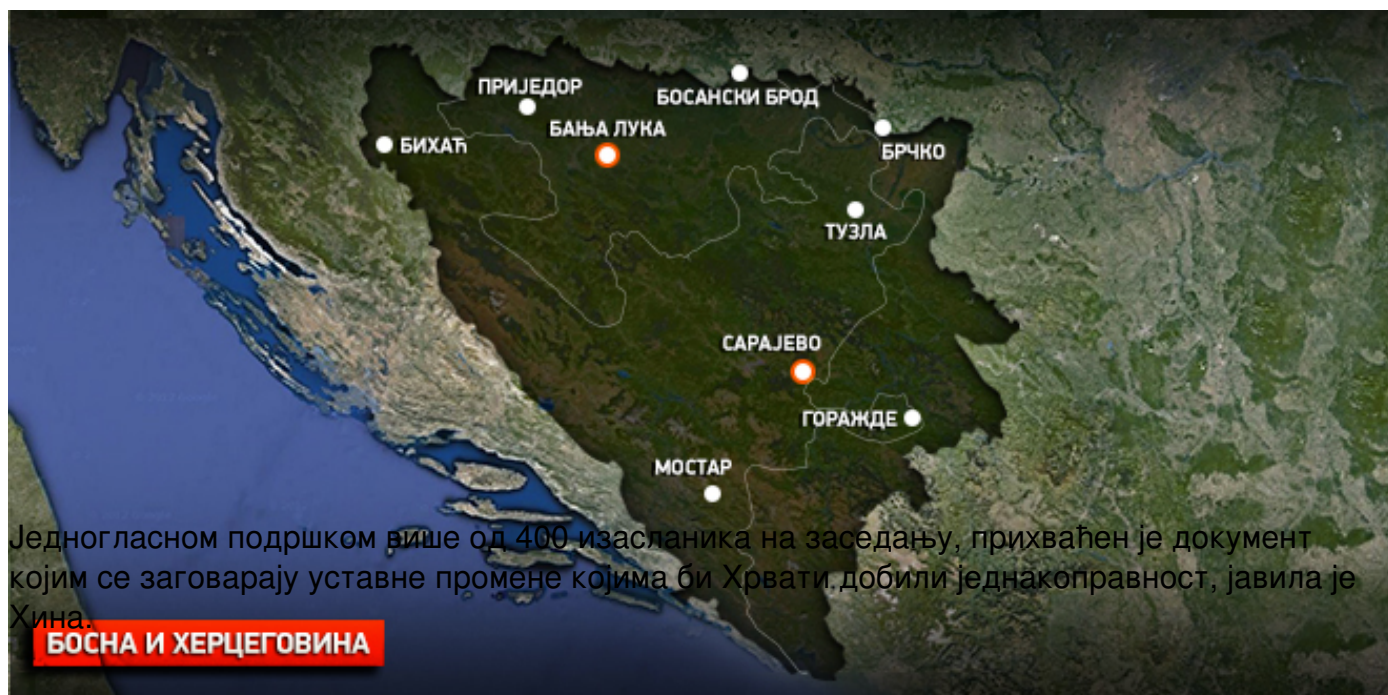 ПРИЈЕДОР
БОСАНСКИ БРОД
БАЊА ЛУКА
БИХАЋ
БРЧКО
ТУЗЛА
САРАЈЕВО
ГОРАЖДЕ
МОСТАР
Једногласном подршком више од 400 изасланика на заседању, прихваћен је документ
којим се заговарају уставне промене којима би Хрвати добили једнакоправност, јавила је
Хина.
БОСНА И ХЕРЦЕГОВИНА